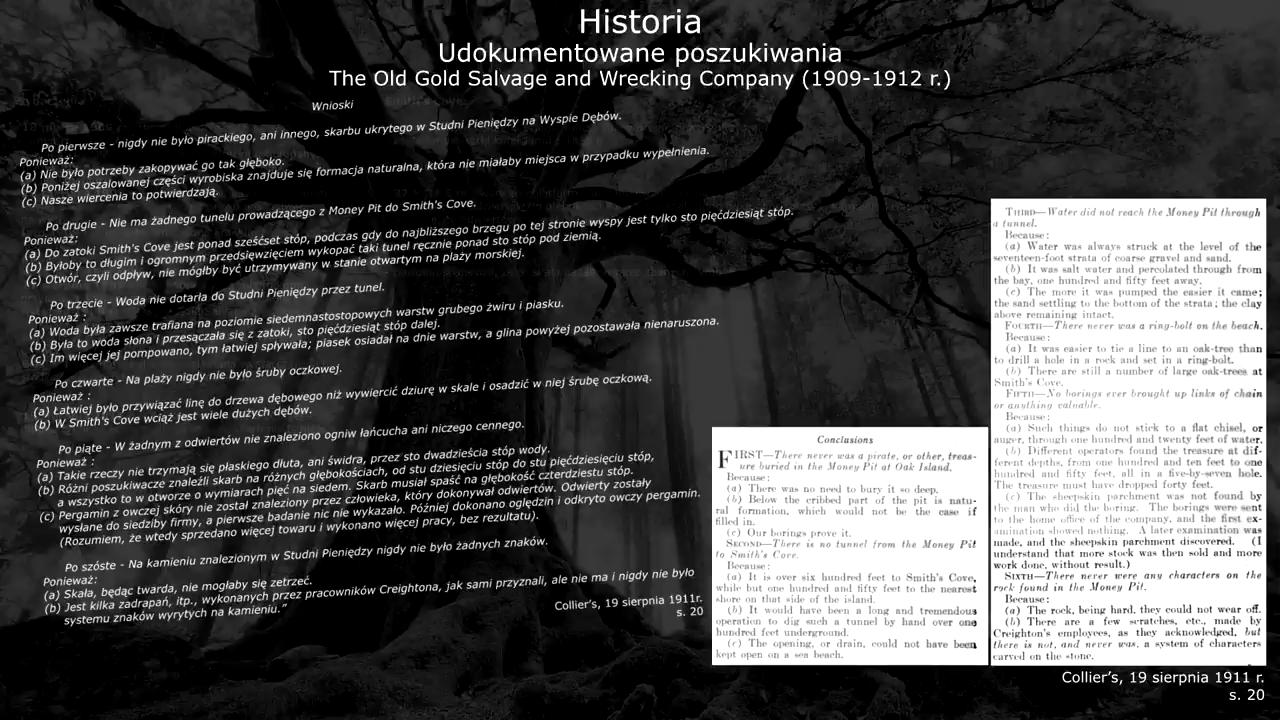 Historia
Udokumentowane poszukiwania
The Old Gold Salvage and Wrecking Company (1909-1912 r.)
Wnioski
Po pierwsze - nigdy nie było pirackiego, ani innego, skarbu ukrytego w Studni Pieniędzy na Wyspie Dębów.
Ponieważ:
(a) Nie było potrzeby zakopywać go tak głęboko.
(b) Poniżej oszalowanej części wyrobiska znajduje się formacja naturalna, która nie miałaby miejsca w przypadku wypełnienia.
(c) Nasze wiercenia to potwierdzają.
Po drugie - Nie ma żadnego tunelu prowadzącego z Money Pit do Smith's Cove.
Ponieważ:
(a) Do zatoki Smith's Cove jest ponad sześćset stóp, podczas gdy do najbliższego brzegu po tej stronie wyspy jest tylko sto pięćdziesiąt stóp.
(b) Byłoby to długim i ogromnym przedsięwzięciem wykopać taki tunel ręcznie ponad sto stóp pod ziemią.
(c) Otwór, czyli odpływ, nie mógłby być utrzymywany w stanie otwartym na plaży morskiej.
Po trzecie - Woda nie dotarła do Studni Pieniędzy przez tunel.
Ponieważ :
(a) Woda była zawsze trafiana na poziomie siedemnastostopowych warstw grubego żwiru i piasku.
(b) Była to woda słona i przesączała się z zatoki, sto pięćdziesiąt stóp dalej.
(c) Im więcej jej pompowano, tym łatwiej spływała; piasek osiadał na dnie warstw, a glina powyżej pozostawała nienaruszona.
Po czwarte - Na plaży nigdy nie było śruby oczkowej.
Ponieważ :
(a) Łatwiej było przywiązać linę do drzewa dębowego niż wywiercić dziurę w skale i osadzić w niej śrubę oczkową.
(b) W Smith's Cove wciąż jest wiele dużych dębów.
Po piąte - W żadnym z odwiertów nie znaleziono ogniw łańcucha ani niczego cennego.
Ponieważ :
(a) Takie rzeczy nie trzymają się płaskiego dłuta, ani świdra, przez sto dwadzieścia stóp wody.
(b) Różni poszukiwacze znaleźli skarb na różnych głębokościach, od stu dziesięciu stóp do stu pięćdziesięciu stóp,
a wszystko to w otworze o wymiarach pięć na siedem. Skarb musiał spaść na głębokość czterdziestu stóp.
(c) Pergamin z owczej skóry nie został znaleziony przez człowieka, który dokonywał odwiertów. Odwierty zostały
wysłane do siedziby firmy, a pierwsze badanie nic nie wykazało. Później dokonano oględzin i odkryto owczy pergamin.
(Rozumiem, że wtedy sprzedano więcej towaru i wykonano więcej pracy, bez rezultatu).
Po szóste - Na kamieniu znalezionym w Studni Pieniędzy nigdy nie było żadnych znaków.
Ponieważ:
(a) Skała, będąc twarda, nie mogłaby się zetrzeć.
(b) Jest kilka zadrapań, itp., wykonanych przez pracowników Creightona, jak sami przyznali, ale nie ma i nigdy nie było
systemu znaków wyrytych na kamieniu.”
Collier’s, 19 sierpnia 1911r.
s. 20
Conclusions
FIRST—There never was a pirate, or other, treas-
ure buried in the Money Pit at Oak Island.
Because:
(a) There was no need to bury it so deep.
(b) Below the cribbed part of the pit is natu-
ral formation, which would not be the case if
filled in.
(c) Our borings prove it.
SECOND—There is no tunnel from the Money Pit
to Smith's Cove.
Because:
(a) It is over six hundred feet to Smith's Cove,
while but one hundred and fifty feet to the nearest
shore on that side of the island.
(b) It would have been a long and tremendous
operation to dig such a tunnel by hand over one
hundred feet underground.
(c) The opening, or drain, could not have been
kept open on a sea beach.
THIRD—Water did not reach the Money Pit through
a tunnel.
Because:
(a) Water was always struck at the level of the
seventeen-foot strata of coarse gravel and sand.
(b) It was salt water and percolated through from
the bay, one hundred and fifty feet away.
(c) The more it was pumped the easier it came;
the sand settling to the bottom of the strata; the clay
above remaining intact.
FOURTH—There never was a ring-bolt on the beach.
Because:
(a) It was easier to tie a line to an oak-tree than
to drill a hole in a rock and set in a ring-bolt.
(b) There are still a number of large oak-trees at
Smith's Cove.
FIFTH—No borings ever brought up links of chain
or anything valuable.
Because:
(a) Such things do not stick to a flat chisel, or
auger, through one hundred and twenty feet of water.
(b) Different operators found the treasure at dif-
ferent depths, from one hundred and ten feet to one
hundred and fifty feet, all in a five-by-seven hole.
The treasure must have dropped forty feet.
(c) The sheepskin parchment was not found by
the man who did the boring. The borings were sent
to the home office of the company, and the first ex-
amination showed nothing. A later examination was
made, and the sheepskin parchment discovered. (I
understand that more stock was then sold and more
work done, without result.)
SIXTH—There never were any characters on the
rock found in the Money Pit.
Because:
(a) The rock, being hard, they could not wear off.
(b) There are a few scratches, etc., made by
Creighton's employees, as they acknowledged, but
there is not, and never was, a system of characters
carved on the stone.
Collier’s, 19 sierpnia 1911 r.
s. 20